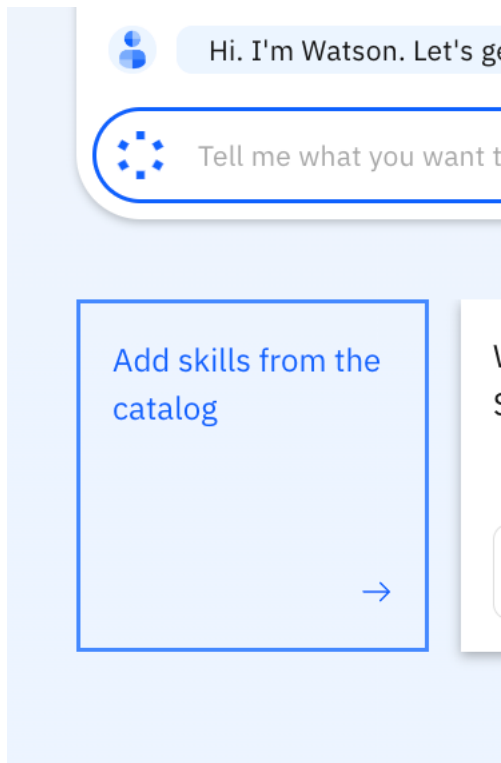 Hi. I'm Watson. Let's
Tell me what you want
Add skills from the
catalog